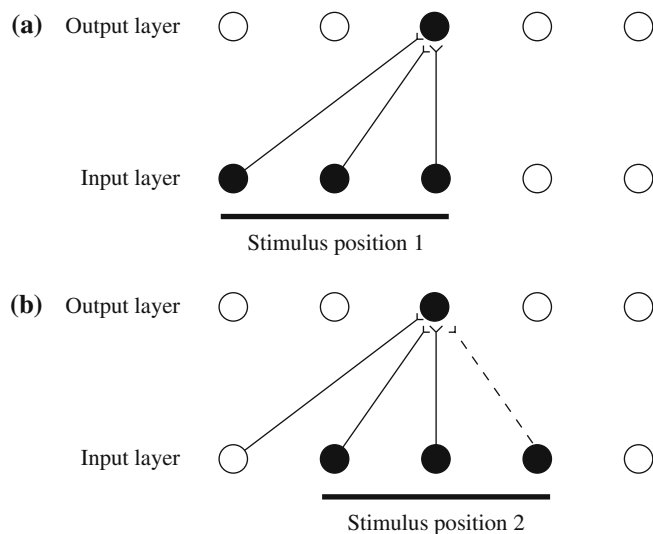 (a) Output layer
Input layer
Stimulus position 1
(b) Output layer
Input layer
Stimulus position 2